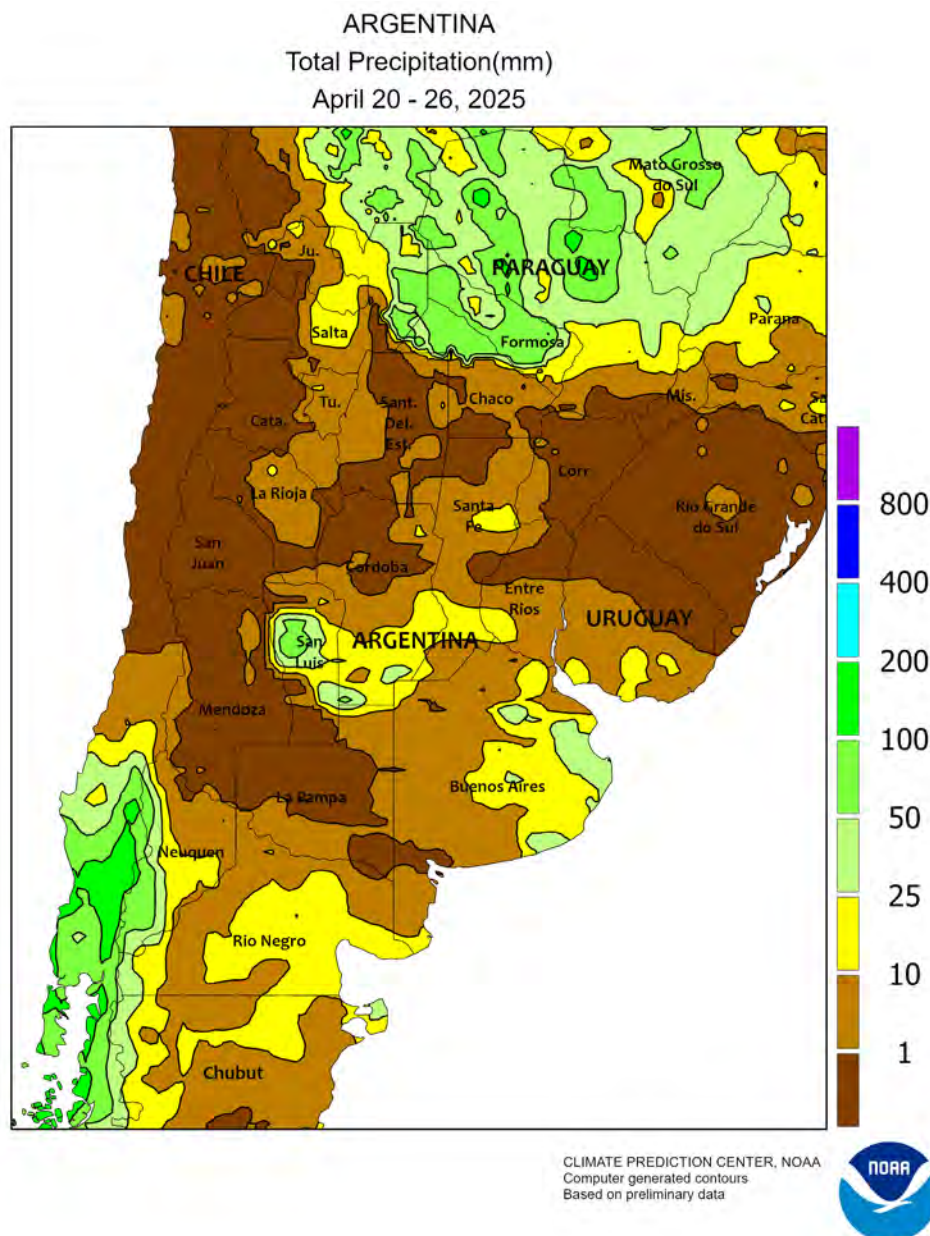 ARGENTINA
Total Precipitation(mm)
April 20 - 26, 2025
Mato Grosso
do Sul
Ju.
CHILE
PARAGUAY
Parana
Salta
Formosa
Tu.
Sant.
Del.
Est.
Chaco
Mis.
Sa
Cat.
Cata.
Corr.
La Rioja
Santa
Fe
Rio Grande
do Sul
San
Juan
Cordoba
Entre
Rios
URUGUAY
ARGENTINA
San
Luis
Mendoza
Buenos Aires
La Pampa
Neuquen
Rio Negro
Chubut
800
400
200
100
50
25
10
1
CLIMATE PREDICTION CENTER, NOAA
Computer generated contours
Based on preliminary data
NOAA